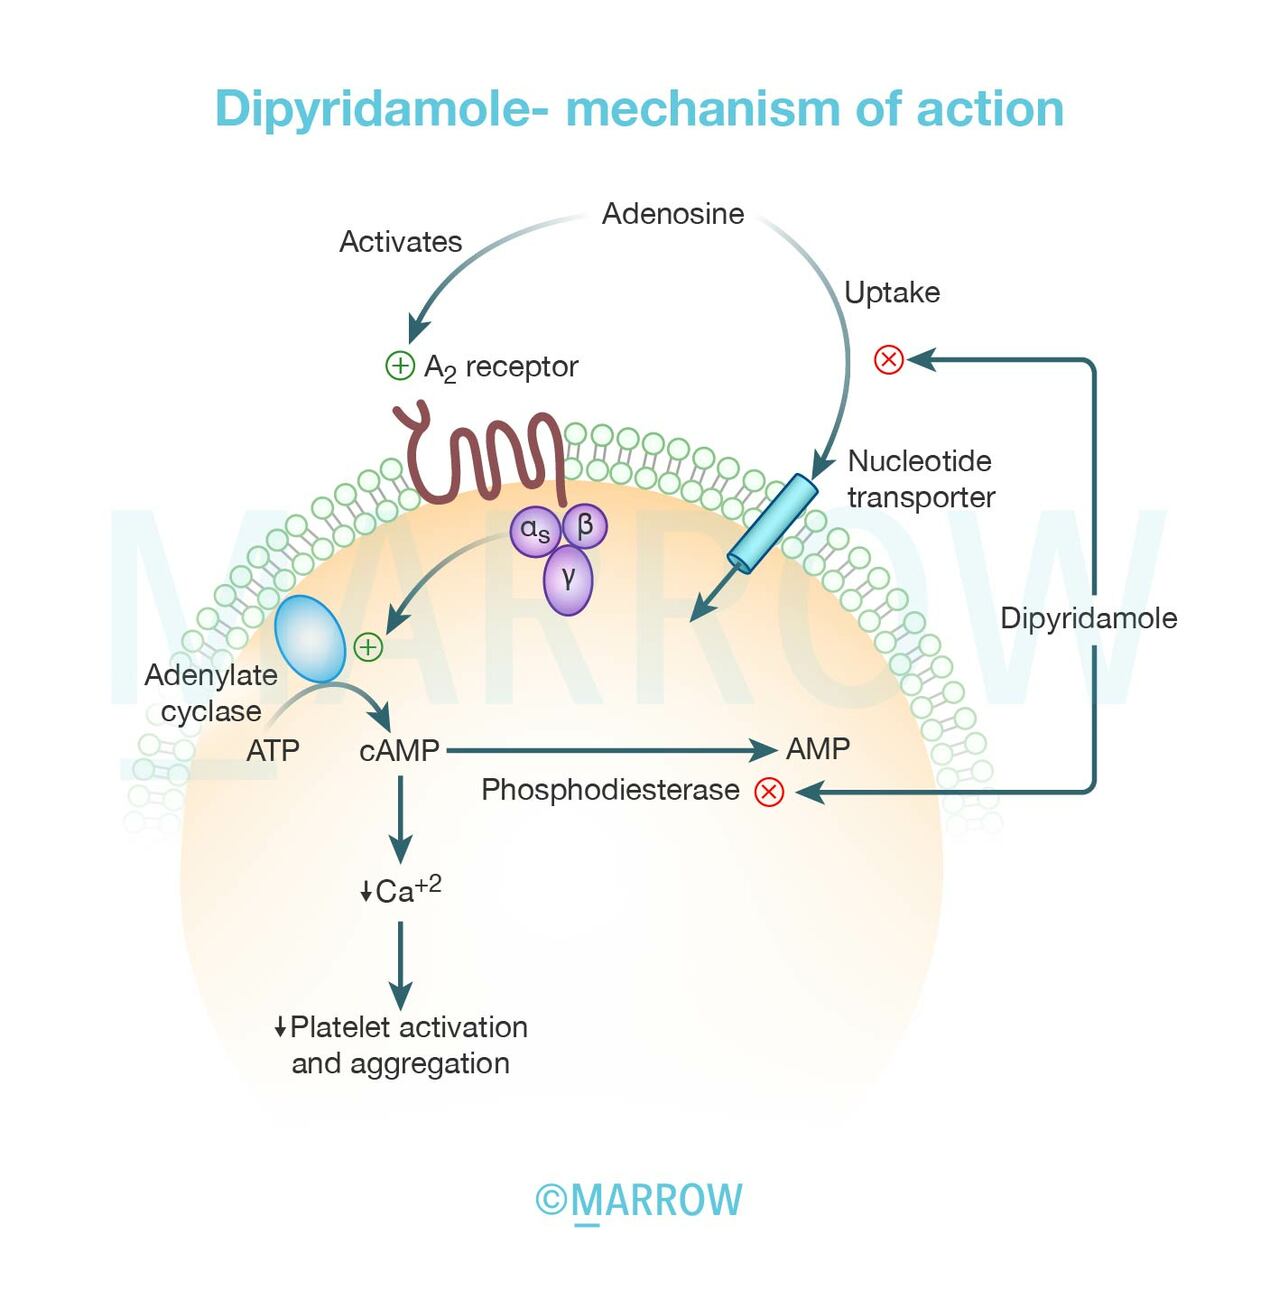 Dipyridamole- mechanism of action
Adenosine
Activates
Uptake
A₂ receptor
Nucleotide
transporter
αs
β
γ
Dipyridamole
Adenylate
cyclase
ATP
cAMP
AMP
Phosphodiesterase
↓Ca⁺²
↓Platelet activation
and aggregation
MARROW
©MARROW